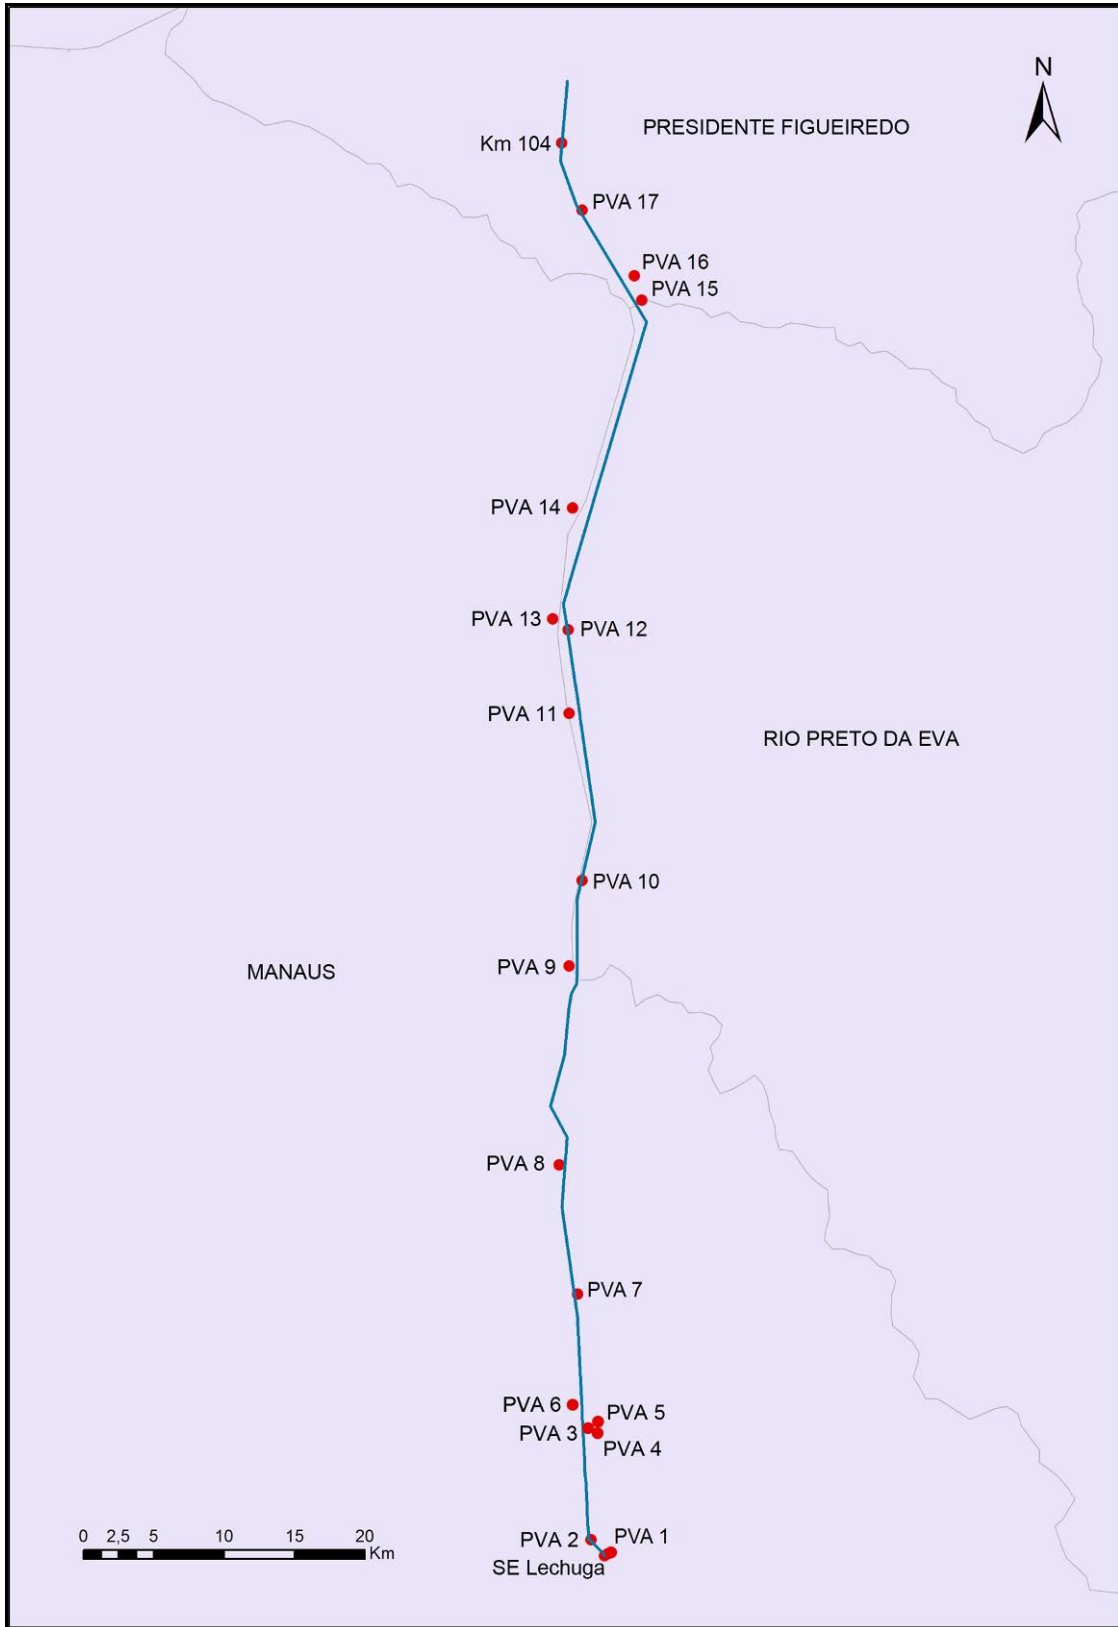 N
PRESIDENTE FIGUEIREDO
Km 104
PVA 17
PVA 16
PVA 15
PVA 14
PVA 13
PVA 12
PVA 11
RIO PRETO DA EVA
PVA 10
PVA 9
MANAUS
PVA 8
PVA 7
PVA 6
PVA 5
PVA 3
PVA 4
PVA 2
PVA 1
SE Lechuga
0 2,5 5 10 15 20
Km